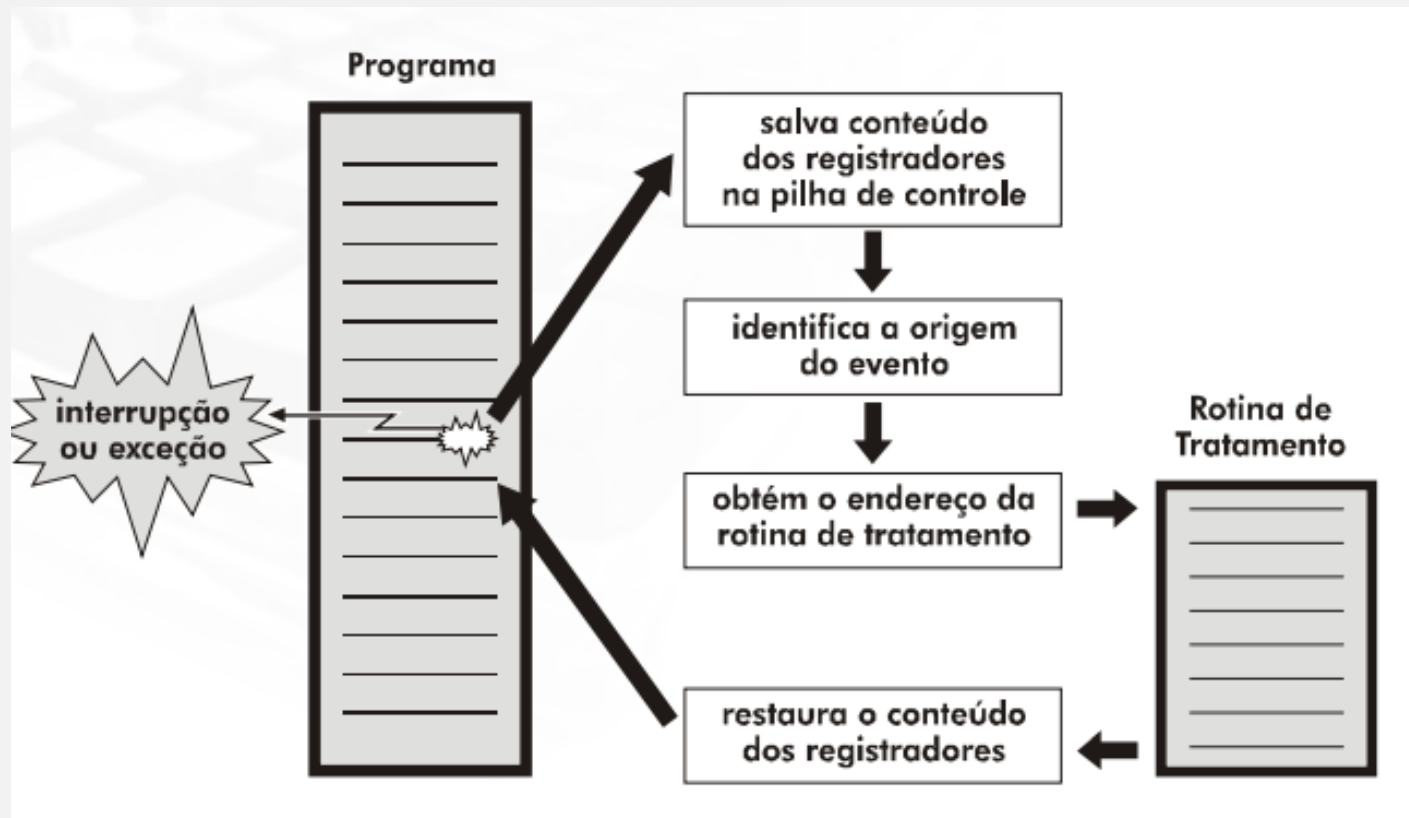 Programa
salva conteúdo
dos registradores
na pilha de controle
identifica a origem
do evento
interrupção
ou exceção
obtém o endereço da
rotina de tratamento
Rotina de
Tratamento
restaura o conteúdo
dos registradores